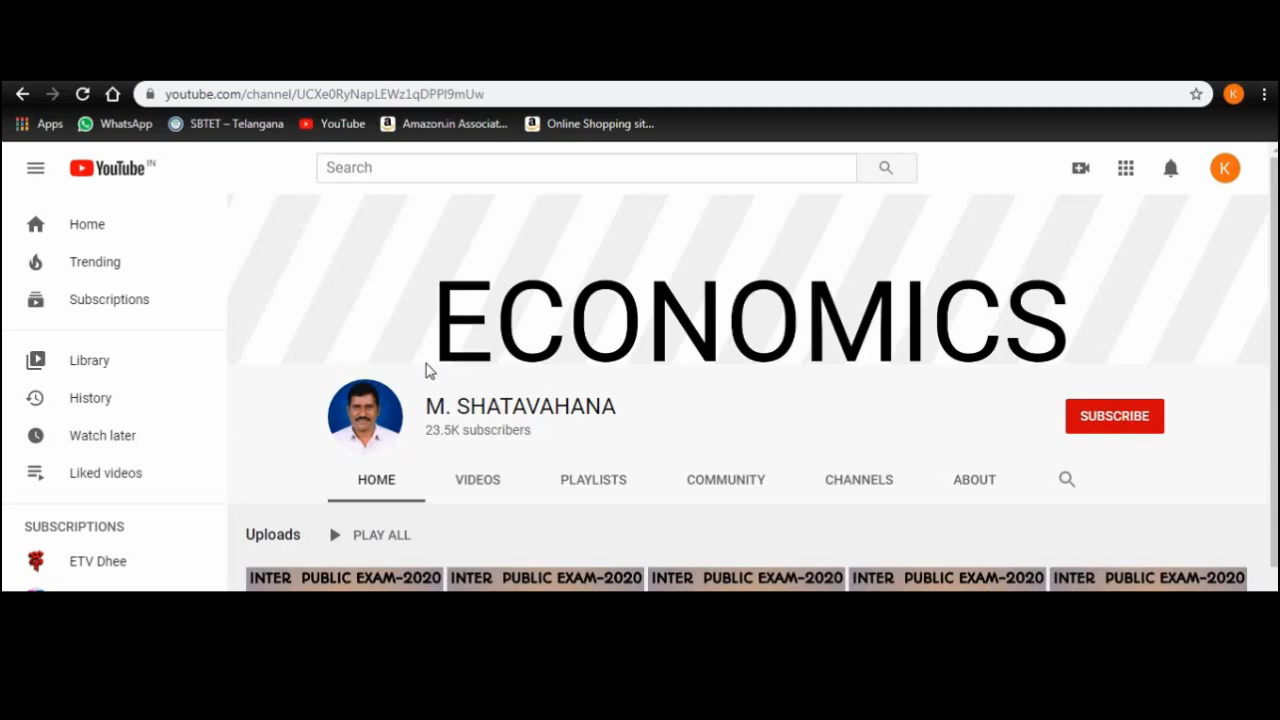 youtube.com/channel/UCXe0RyNapLEWz1qDPPl9mUw
K
Apps WhatsApp SBTET – Telangana YouTube Amazon.in Associat... Online Shopping sit...
YouTube IN
Search
K
Home
Trending
Subscriptions
Library
History
Watch later
Liked videos
SUBSCRIPTIONS
ETV Dhee
ECONOMICS
M. SHATAVAHANA
23.5K subscribers
SUBSCRIBE
HOME VIDEOS PLAYLISTS COMMUNITY CHANNELS ABOUT
Uploads PLAY ALL
INTER PUBLIC EXAM-2020 INTER PUBLIC EXAM-2020 INTER PUBLIC EXAM-2020 INTER PUBLIC EXAM-2020 INTER PUBLIC EXAM-2020